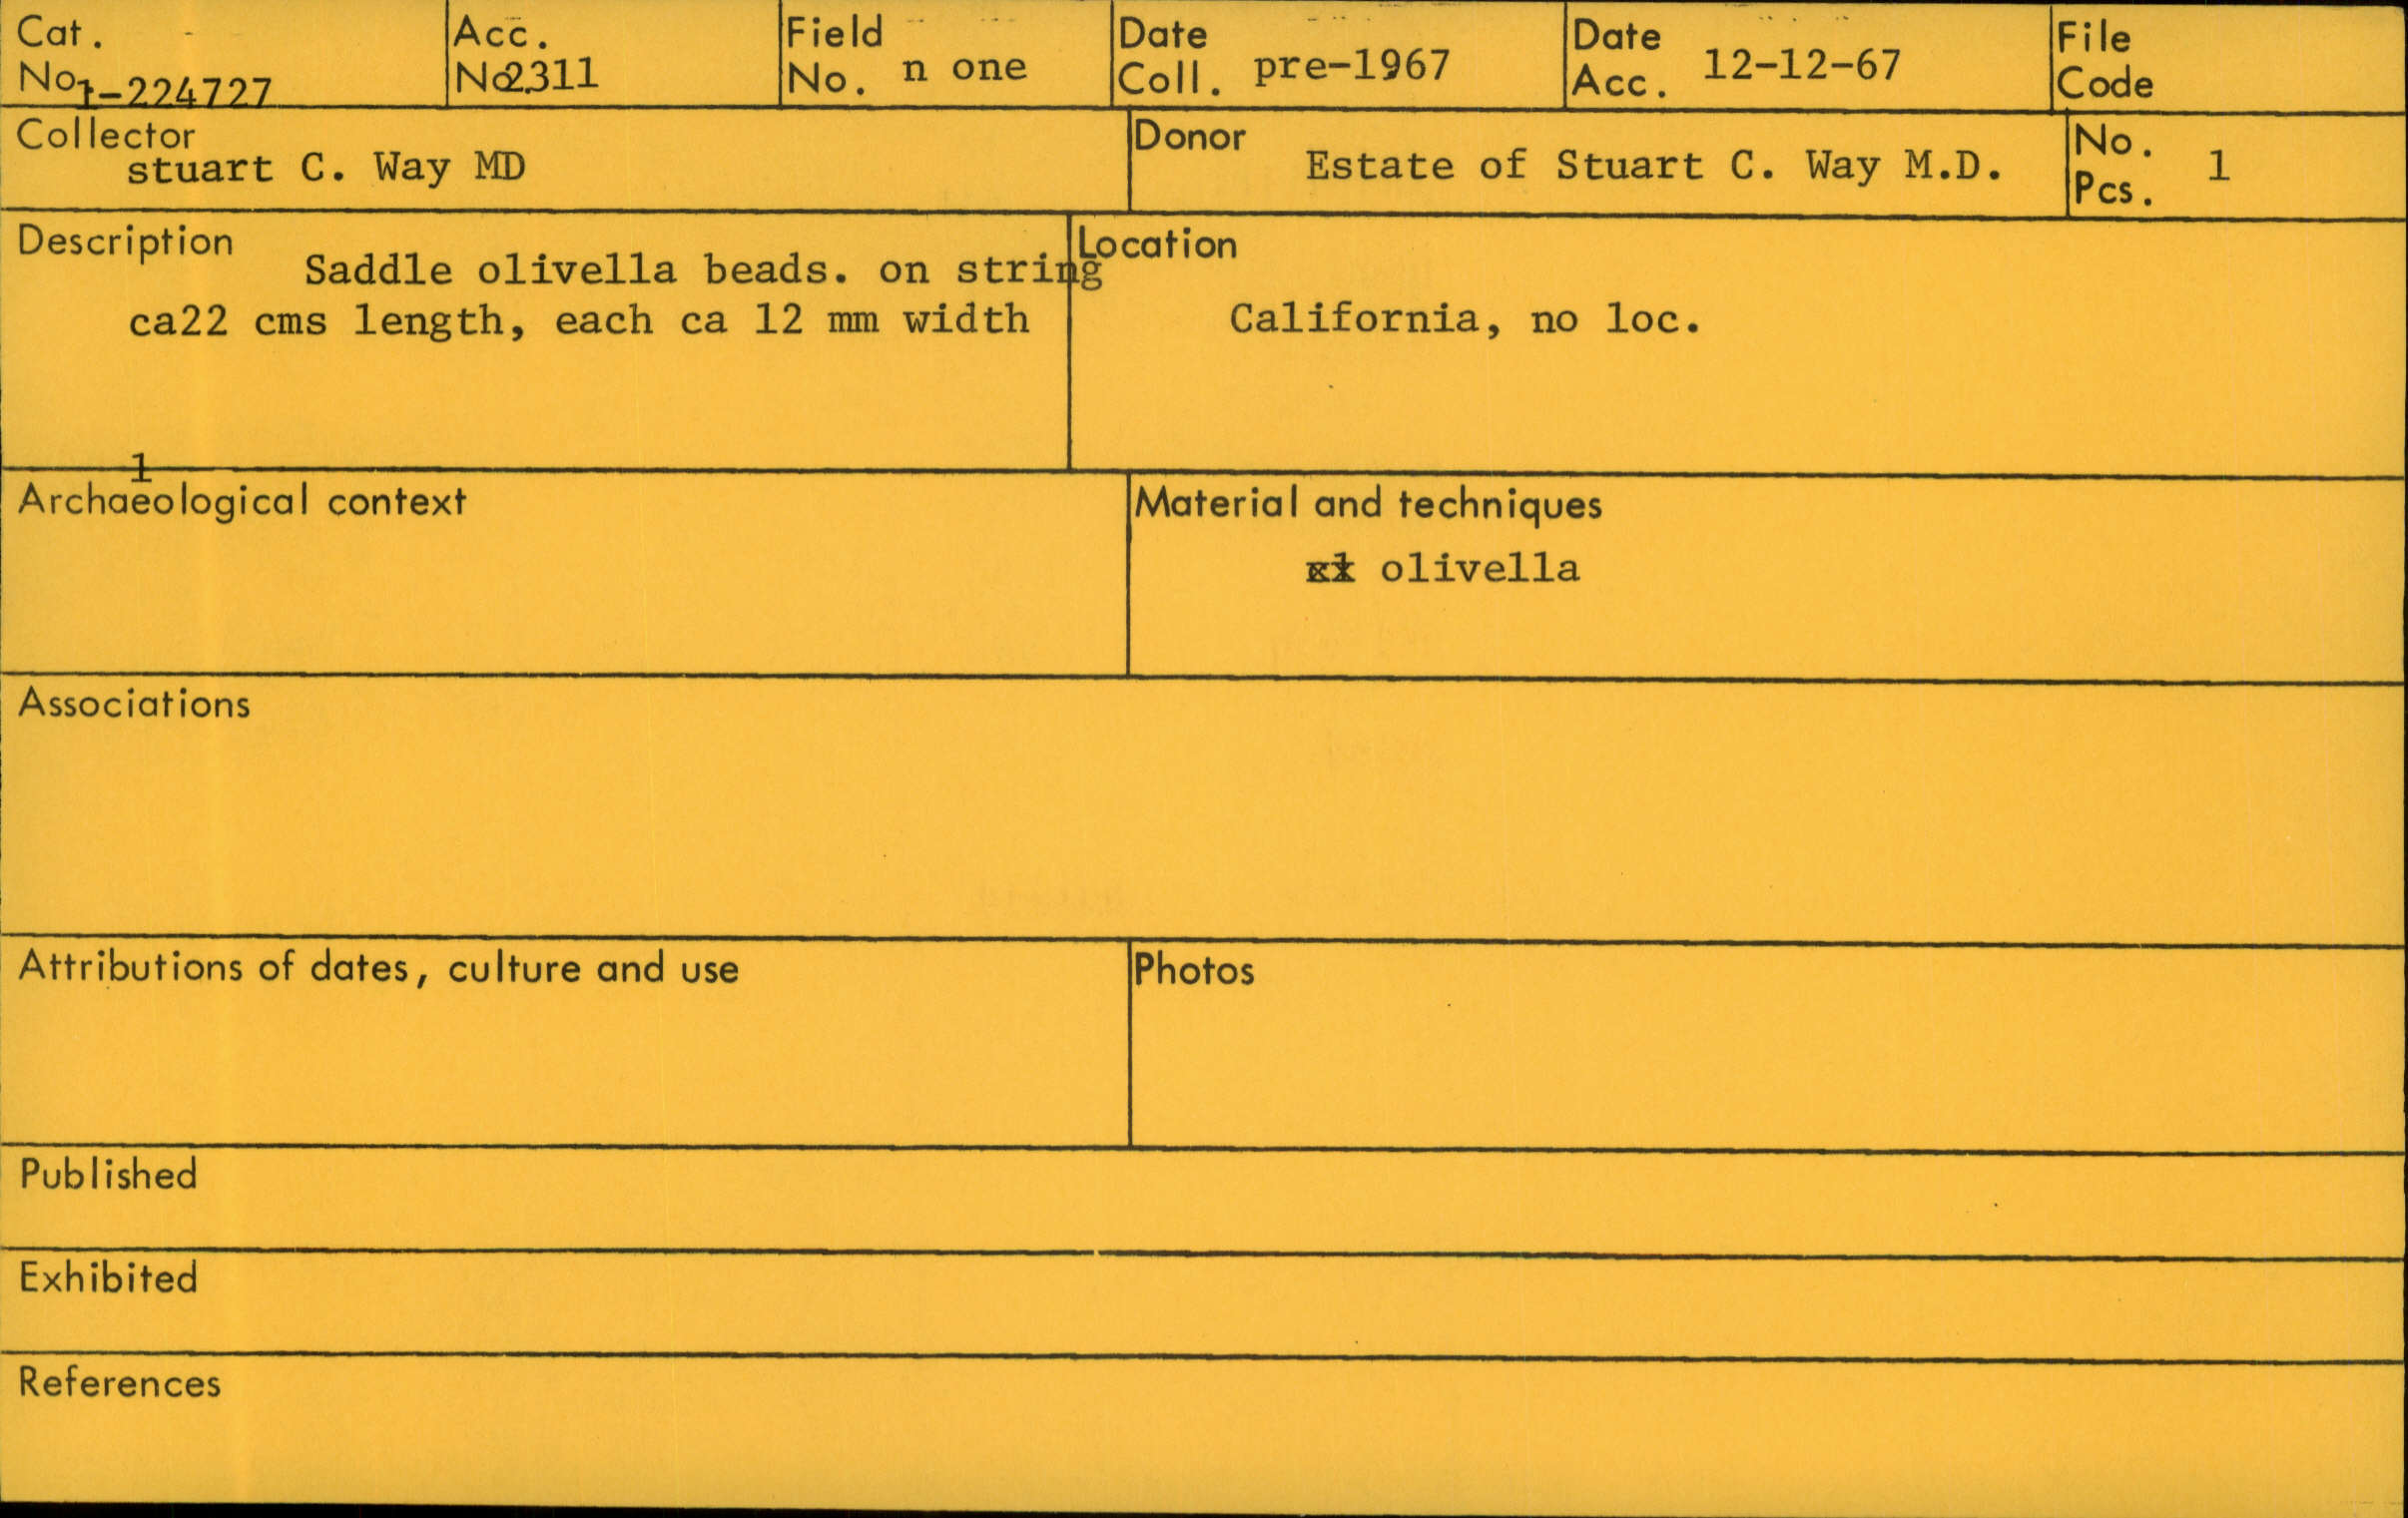 Cat. No. 1-224727
Acc. No. 2311
Field No. n one
Date Coll. pre-1967
Date Acc. 12-12-67
File Code
Collector
stuart C. Way MD
Donor
Estate of Stuart C. Way M.D.
No. Pcs. 1
Description
Saddle olivella beads. on string
ca22 cms length, each ca 12 mm width
1
Location
California, no loc.
Archaeological context
Material and techniques
olivella
Associations
Attributions of dates, culture and use
Photos
Published
Exhibited
References